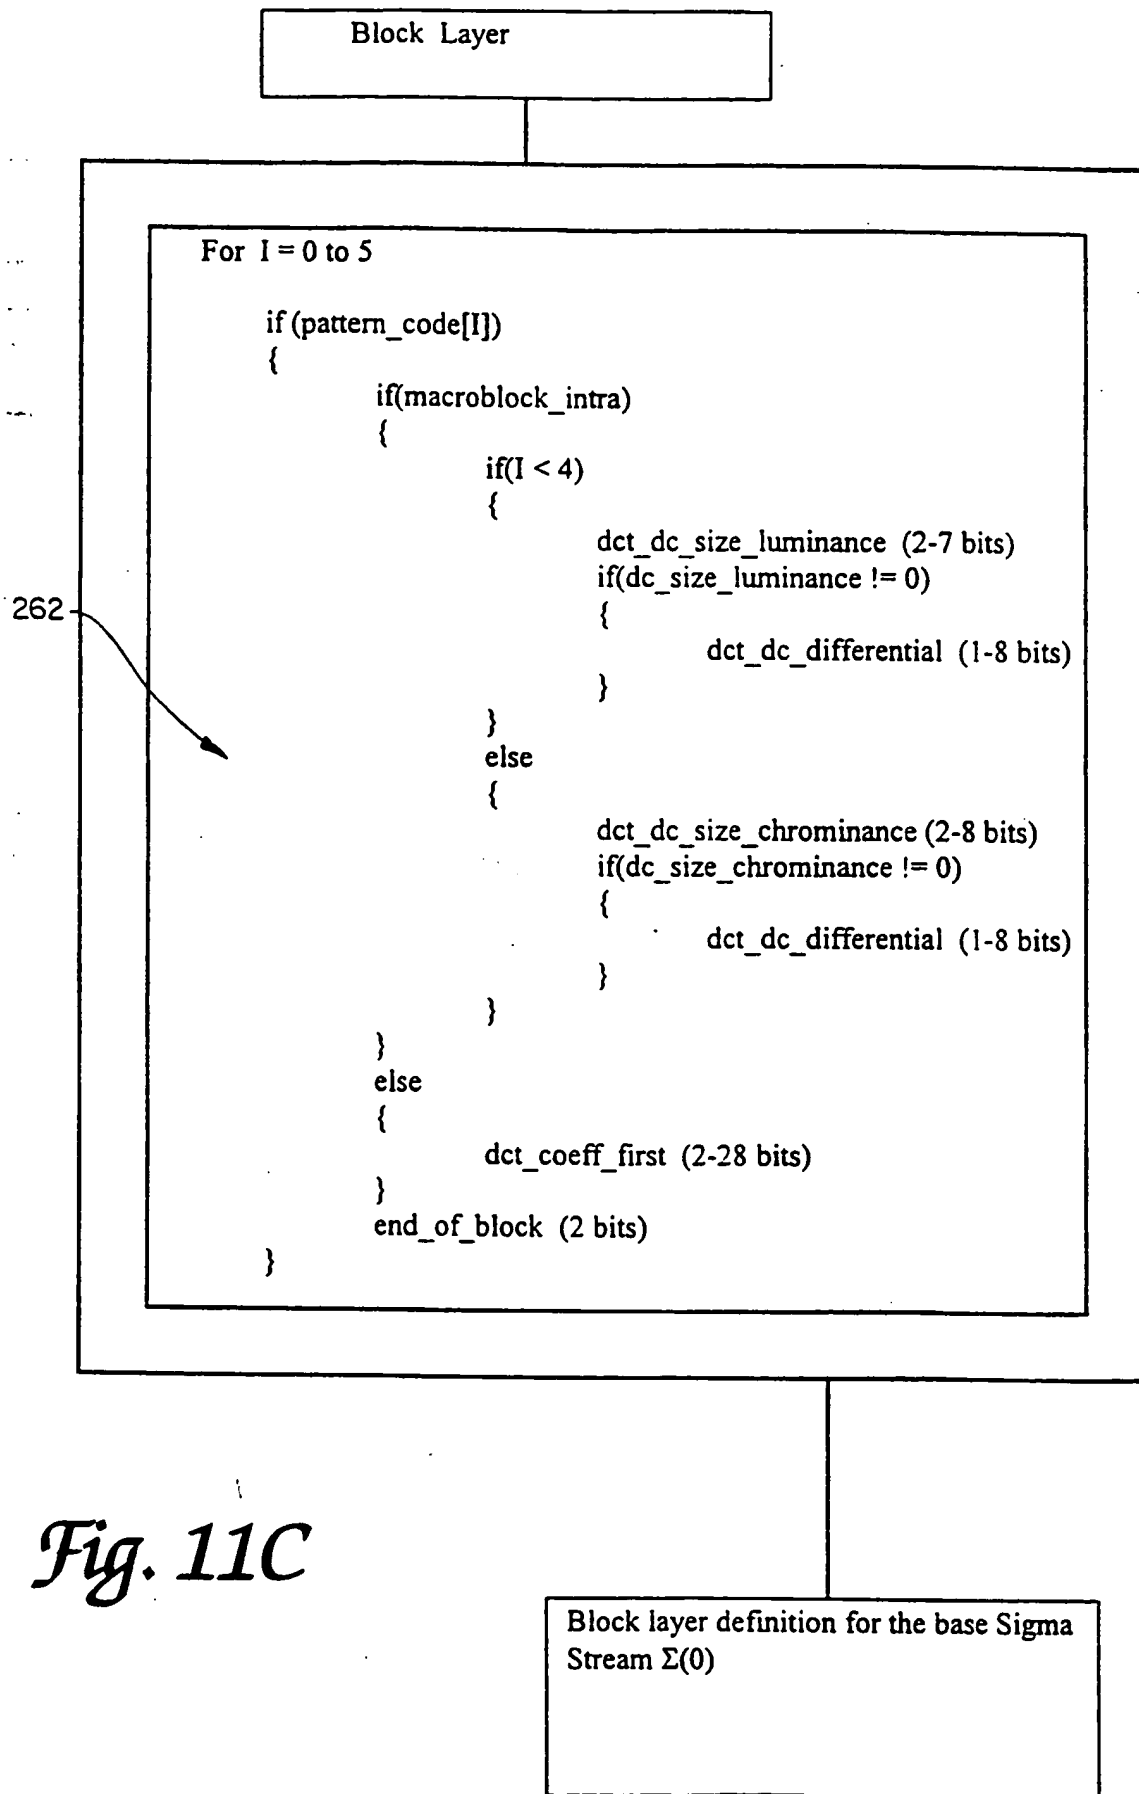 Block Layer
For I = 0 to 5
if (pattern_code[I])
{
if(macroblock_intra)
{
if(I < 4)
{
dct_dc_size_luminance (2-7 bits)
if(dc_size_luminance != 0)
{
dct_dc_differential (1-8 bits)
}
}
else
{
dct_dc_size_chrominance (2-8 bits)
if(dc_size_chrominance != 0)
{
dct_dc_differential (1-8 bits)
}
}
}
else
{
dct_coeff_first (2-28 bits)
}
end_of_block (2 bits)
}
262
Fig. 11C
Block layer definition for the base Sigma
Stream Σ(0)